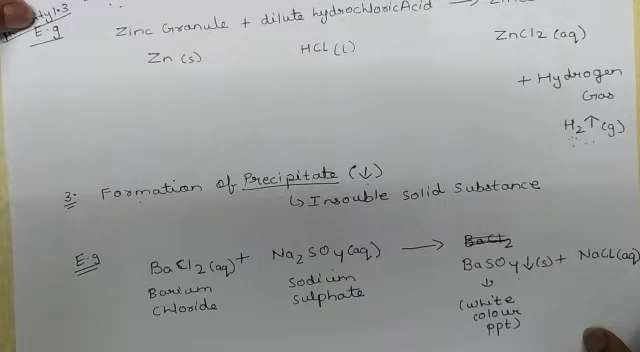 E.g
Zinc Granule + dilute hydrochloric Acid →
Zn (s) HCL (l) ZnCl2 (aq)
+ Hydrogen
Gas
H2↑(g)
3: Formation of Precipitate (↓)
↳ Insouble Solid Substance
E.g BaCl2(aq) + Na2SO4(aq) → BaSO4↓(s) + NaCl(aq)
Barium Sodium
Chloride Sulphate
(white
colour
ppt)